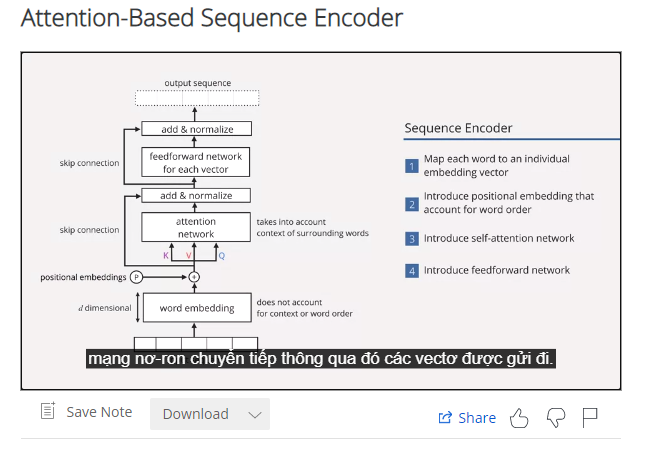 Attention-Based Sequence Encoder
output sequence
add & normalize
feedforward network
for each vector
skip connection
add & normalize
attention
network
takes into account
context of surrounding words
skip connection
K V Q
positional embeddings P +
d dimensional
word embedding
does not account
for context or word order
Sequence Encoder
1 Map each word to an individual
embedding vector
2 Introduce positional embedding that
account for word order
3 Introduce self-attention network
4 Introduce feedforward network
mạng nơ-ron chuyển tiếp thông qua đó các vectơ được gửi đi.
Save Note
Download
Share